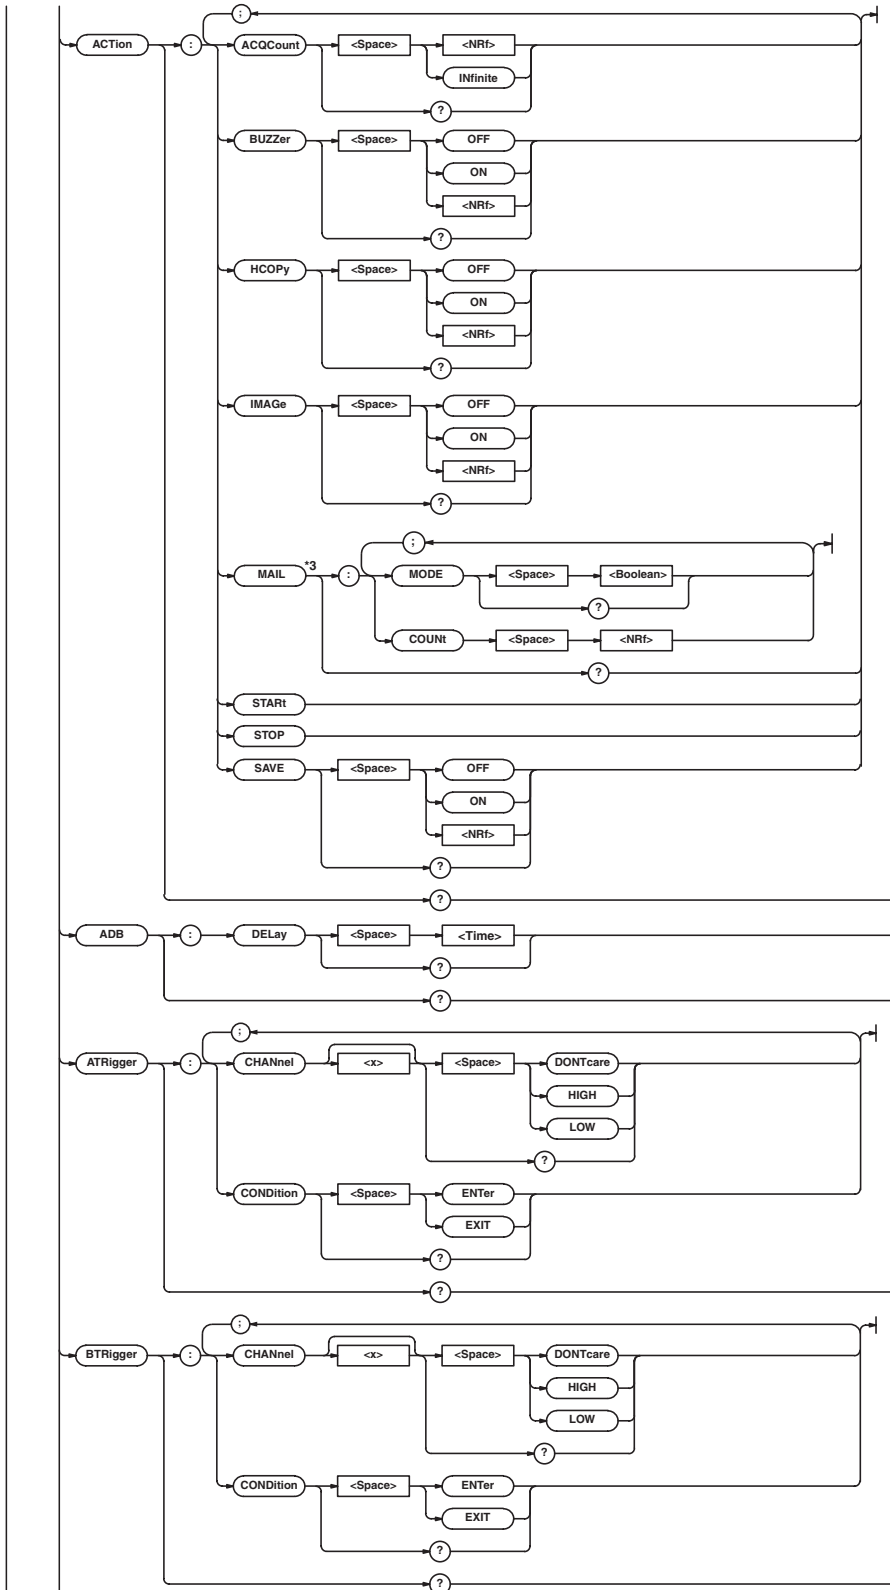 ;
ACTion : ACQCount <Space> <NRf>
INfinite
?
BUZZer <Space> OFF
ON
<NRf>
?
HCOPy <Space> OFF
ON
<NRf>
?
IMAGe <Space> OFF
ON
<NRf>
?
;
MAIL *3 : MODE <Space> <Boolean>
?
COUNt <Space> <NRf>
?
STARt
STOP
SAVE <Space> OFF
ON
<NRf>
?
?
ADB : DELay <Space> <Time>
?
?
;
ATRigger : CHANnel <x> <Space> DONTcare
HIGH
LOW
?
CONDition <Space> ENTer
EXIT
?
?
;
BTRigger : CHANnel <x> <Space> DONTcare
HIGH
LOW
?
CONDition <Space> ENTer
EXIT
?
?